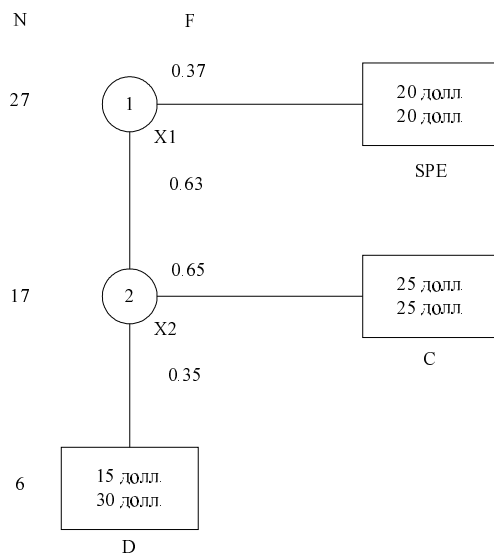 N
F
0.37
27
1
20 долл.
20 долл.
X1
SPE
0.63
0.65
17
2
25 долл.
25 долл.
X2
C
0.35
6
15 долл.
30 долл.
D